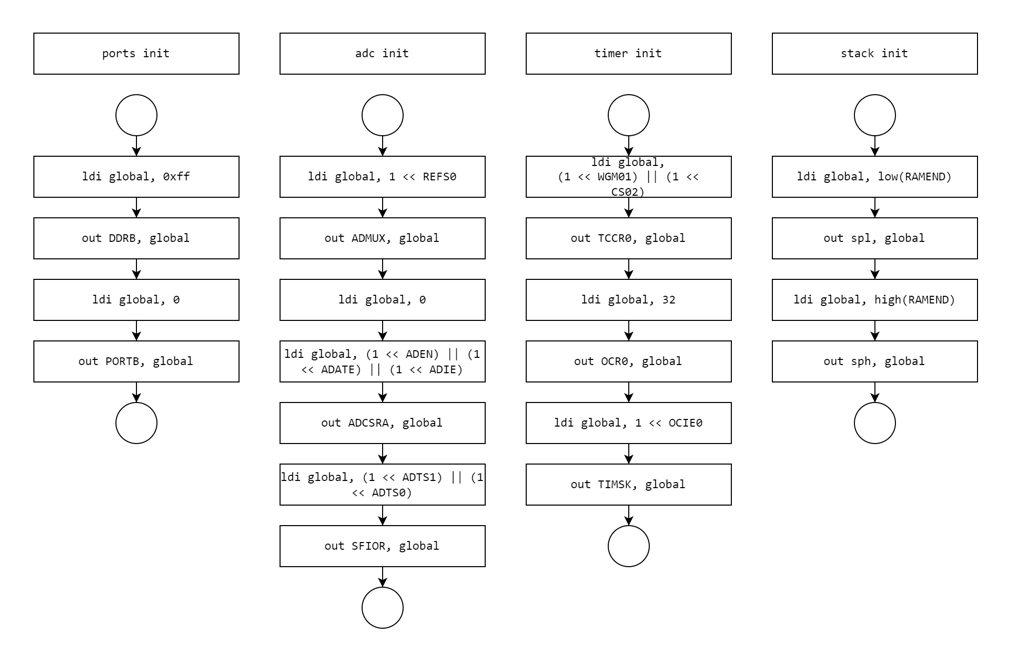 ports init
ldi global, 0xff
out DDRB, global
ldi global, 0
out PORTB, global
adc init
ldi global, 1 << REFS0
out ADMUX, global
ldi global, 0
ldi global, (1 << ADEN) || (1
<< ADATE) || (1 << ADIE)
out ADCSRA, global
ldi global, (1 << ADTS1) || (1
<< ADTS0)
out SFIOR, global
timer init
ldi global,
(1 << WGM01) || (1 <<
CS02)
out TCCR0, global
ldi global, 32
out OCR0, global
ldi global, 1 << OCIE0
out TIMSK, global
stack init
ldi global, low(RAMEND)
out spl, global
ldi global, high(RAMEND)
out sph, global